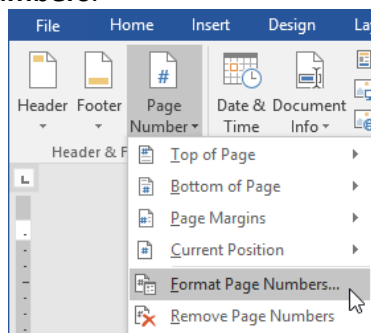 File Home Insert Design
Header Footer Page Number Date & Time Document Info
Header & F
Top of Page
Bottom of Page
Page Margins
Current Position
Format Page Numbers...
Remove Page Numbers